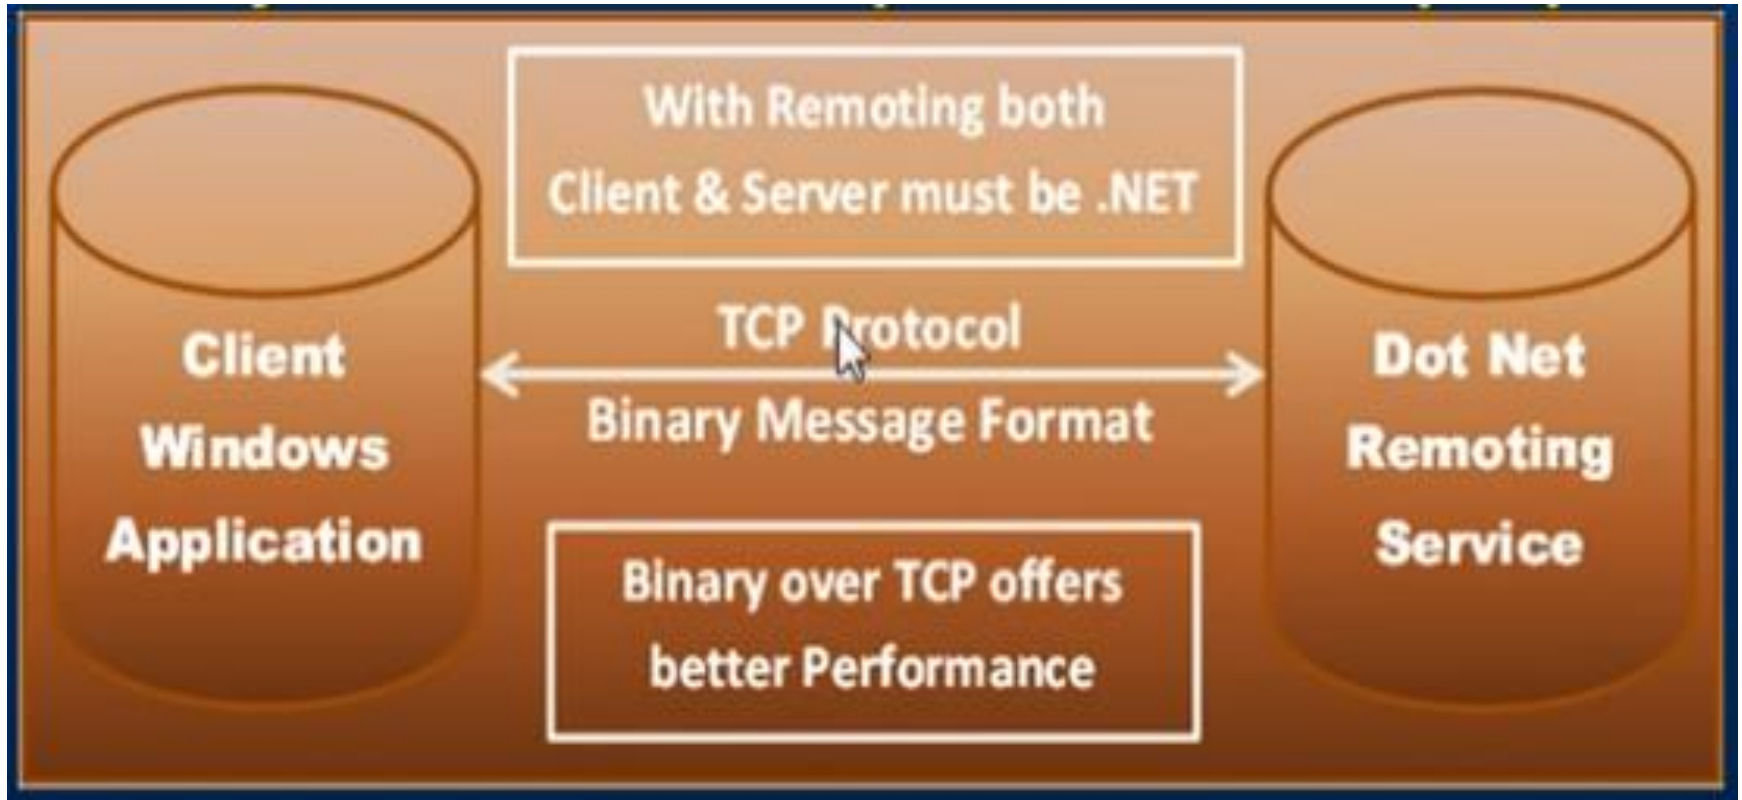 With Remoting both
Client & Server must be .NET
Client
Windows
Application
TCP Protocol
Binary Message Format
Dot Net
Remoting
Service
Binary over TCP offers
better Performance